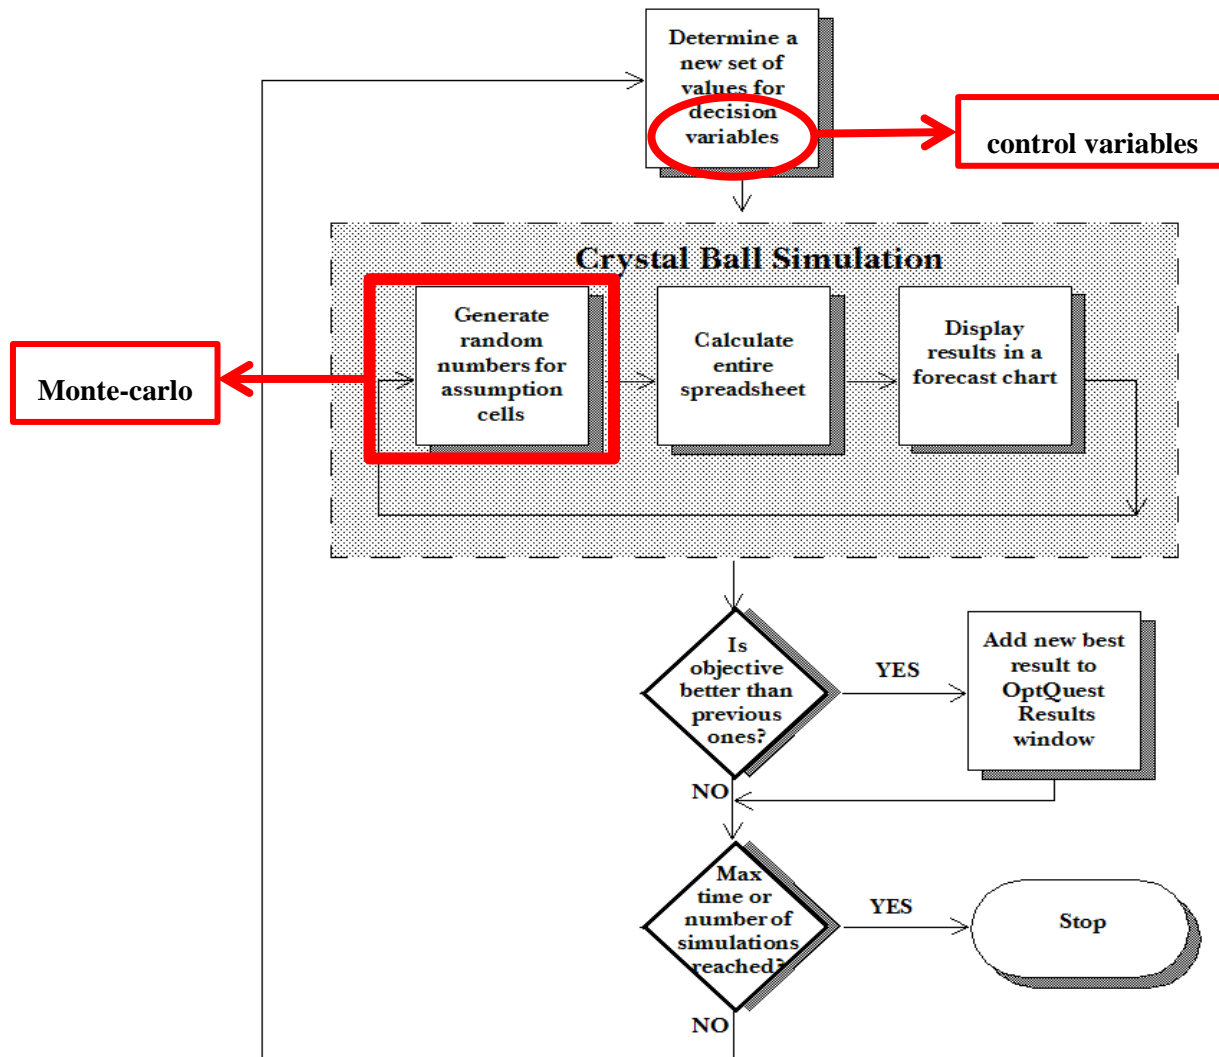 Determine a
new set of
values for
decision
variables
control variables
Crystal Ball Simulation
Generate
random
numbers for
assumption
cells
Calculate
entire
spreadsheet
Display
results in a
forecast chart
Monte-carlo
Is
objective
better than
previous
ones?
YES
Add new best
result to
OptQuest
Results
window
NO
Max
time or
number of
simulations
reached?
YES
Stop
NO